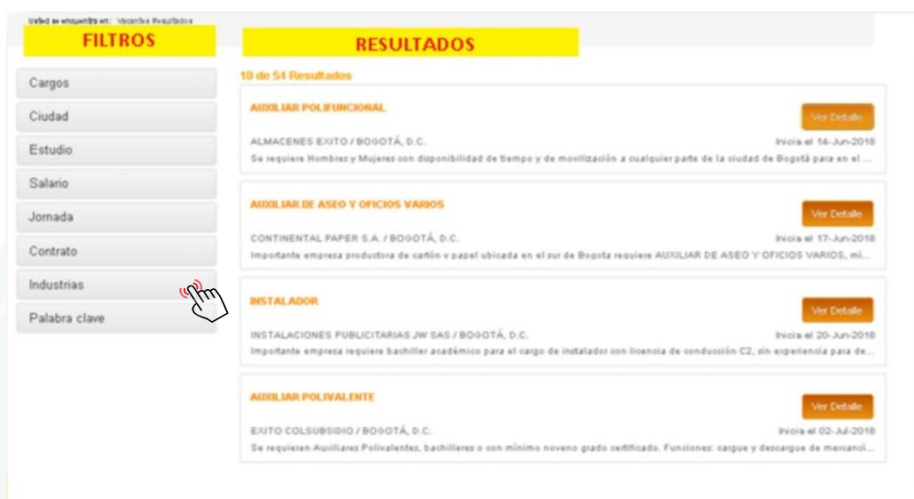 Usted se encuentra en: Vacantes Resultados
FILTROS
RESULTADOS
Cargos
Ciudad
Estudio
Salario
Jornada
Contrato
Industrias
Palabra clave
10 de 54 Resultados
AUXILIAR POLIFUNCIONAL
Ver Detalle
ALMACENES EXITO / BOGOTÁ, D.C.
Inicia el 14-Jun-2018
Se requiere Hombres y Mujeres con disponibilidad de tiempo y de movilización a cualquier parte de la ciudad de Bogotá para en el ...
AUXILIAR DE ASEO Y OFICIOS VARIOS
Ver Detalle
CONTINENTAL PAPER S.A. / BOGOTÁ, D.C.
Inicia el 17-Jun-2018
Importante empresa productora de cartón y papel ubicada en el sur de Bogota requiere AUXILIAR DE ASEO Y OFICIOS VARIOS, mí...
INSTALADOR
Ver Detalle
INSTALACIONES PUBLICITARIAS JW SAS / BOGOTÁ, D.C.
Inicia el 20-Jun-2018
Importante empresa requiere bachiller académico para el cargo de instalador con licencia de conducción C2, sin experiencia para de...
AUXILIAR POLIVALENTE
Ver Detalle
EXITO COLSUBSIDIO / BOGOTÁ, D.C.
Inicia el 02-Jul-2018
Se requieren Auxiliares Polivalentes, bachilleres o con mínimo noveno grado certificado. Funciones: cargue y descargue de mercancí...